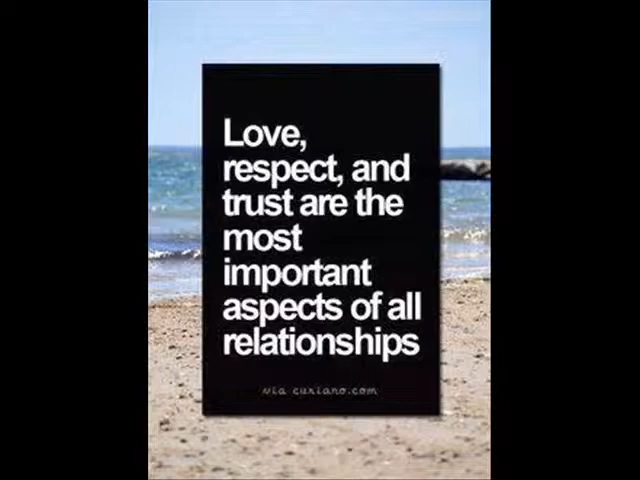 Love,
respect, and
trust are the
most
important
aspects of all
relationships
via curiano.com